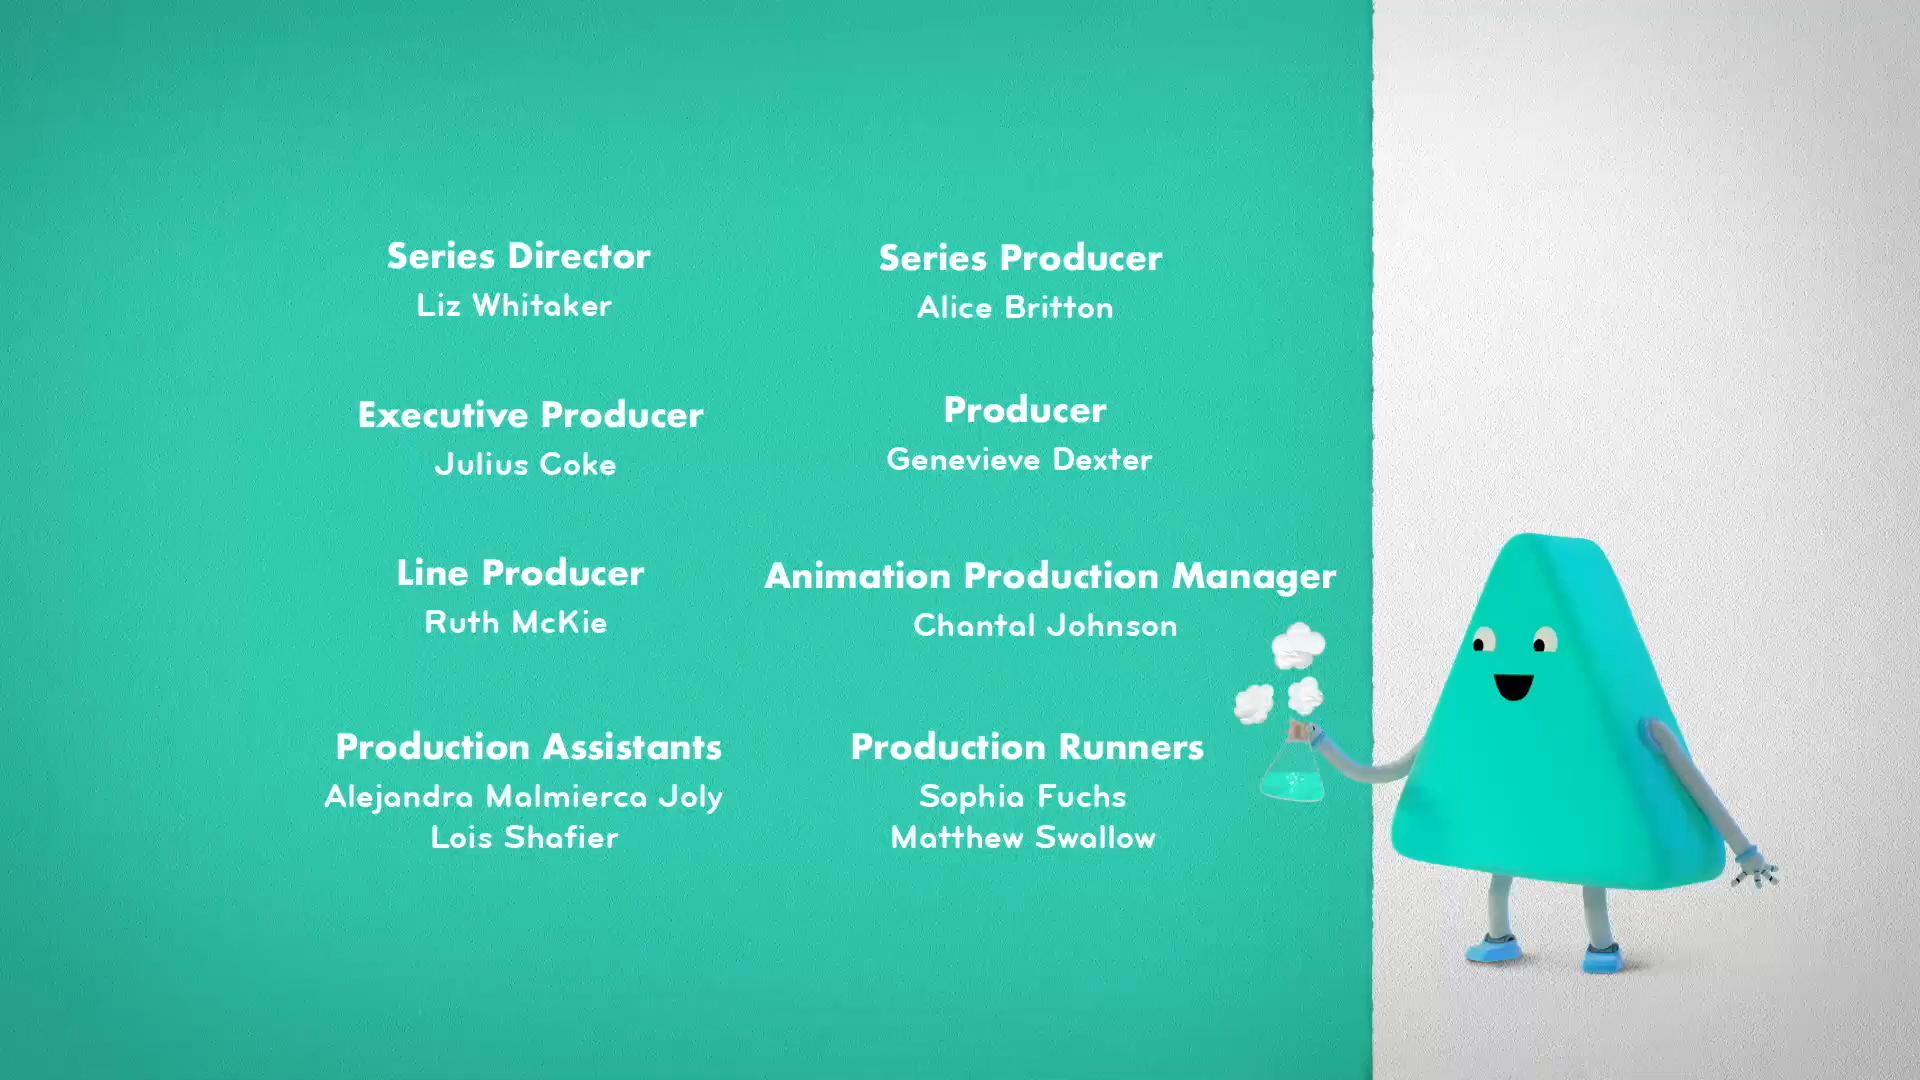 Series Director
Liz Whitaker
Series Producer
Alice Britton
Executive Producer
Julius Coke
Producer
Genevieve Dexter
Line Producer
Ruth McKie
Animation Production Manager
Chantal Johnson
Production Assistants
Alejandra Malmierca Joly
Lois Shafier
Production Runners
Sophia Fuchs
Matthew Swallow